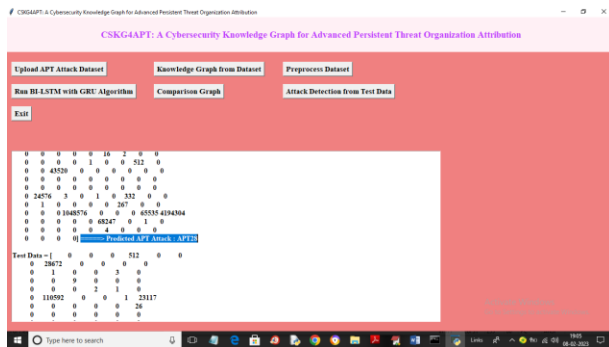 CSKG4APT: A Cybersecurity Knowledge Graph for Advanced Persistent Threat Organization Attribution
CSKG4APT: A Cybersecurity Knowledge Graph for Advanced Persistent Threat Organization Attribution
Upload APT Attack Dataset Knowledge Graph from Dataset Preprocess Dataset
Run BI-LSTM with GRU Algorithm Comparison Graph Attack Detection from Test Data
Exit
0 0 0 0 0 16 2 0 0
0 0 0 0 1 0 0 512 0
0 0 43520 0 0 0 0 0 0
0 0 0 0 0 0 0 0 0
0 0 0 0 0 0 0 0 0
0 24576 3 0 1 0 332 0 0
0 1 0 0 0 0 267 0 0
0 0 0 1048576 0 0 0 65535 4194304
0 0 0 0 0 68247 0 1 0
0 0 0 0 0 4 0 0 0
0 0 0 0] =====> Predicted APT Attack : APT28
Test Data = [ 0 0 0 512 0 0
0 28672 0 0 0 0 0
0 1 0 0 3 0
0 0 9 0 0 0
0 0 0 2 1 0
0 110592 0 0 1 23117
0 0 0 0 0 0 26
0 0 0 0 0 0
Type here to search
Links
19:05
08-02-2023